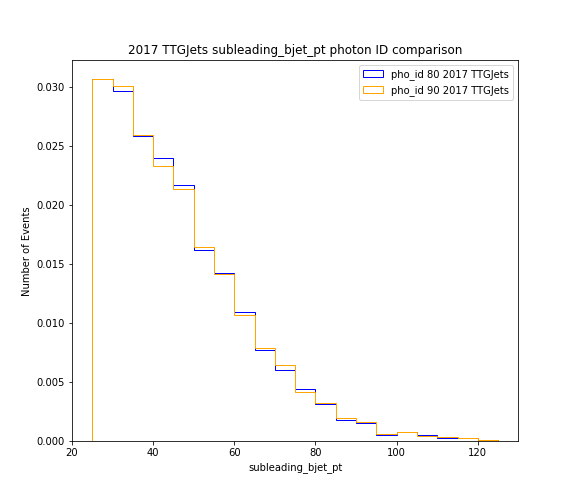 2017 TTGJets subleading_bjet_pt photon ID comparison
pho_id 80 2017 TTGJets
pho_id 90 2017 TTGJets
Number of Events
0.030
0.025
0.020
0.015
0.010
0.005
0.000
20 40 60 80 100 120
subleading_bjet_pt